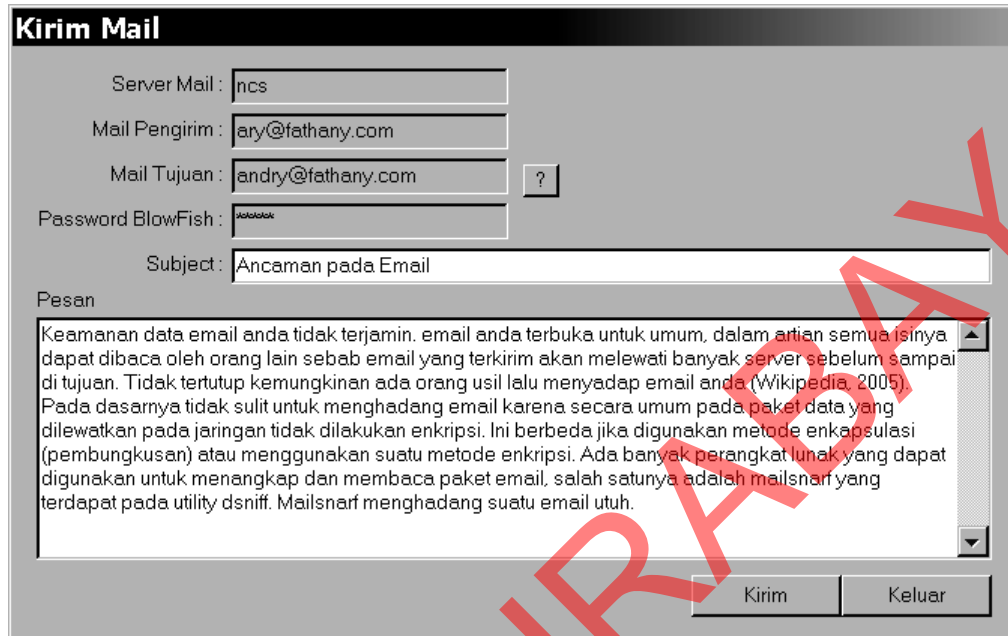 Kirim Mail
Server Mail : ncs
Mail Pengirim : ary@fathany.com
Mail Tujuan : andry@fathany.com ?
Password BlowFish : ******
Subject : Ancaman pada Email
Pesan
Keamanan data email anda tidak terjamin. email anda terbuka untuk umum, dalam artian semua isinya
dapat dibaca oleh orang lain sebab email yang terkirim akan melewati banyak server sebelum sampai
di tujuan. Tidak tertutup kemungkinan ada orang usil lalu menyadap email anda (Wikipedia, 2005).
Pada dasarnya tidak sulit untuk menghadang email karena secara umum pada paket data yang
dilewatkan pada jaringan tidak dilakukan enkripsi. Ini berbeda jika digunakan metode enkapsulasi
(pembungkusan) atau menggunakan suatu metode enkripsi. Ada banyak perangkat lunak yang dapat
digunakan untuk menangkap dan membaca paket email, salah satunya adalah mailsnarf yang
terdapat pada utility dsniff. Mailsnarf menghadang suatu email utuh.
Kirim Keluar
RABAY